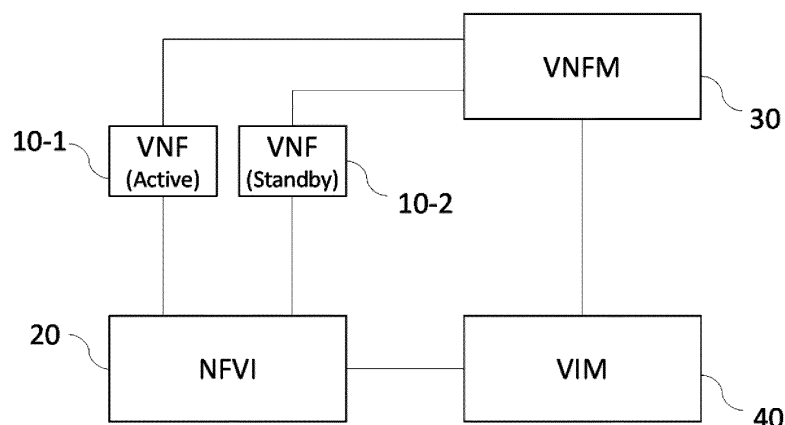 VNFM
30
10-1
VNF
(Active)
VNF
(Standby)
10-2
20
NFVI
VIM
40